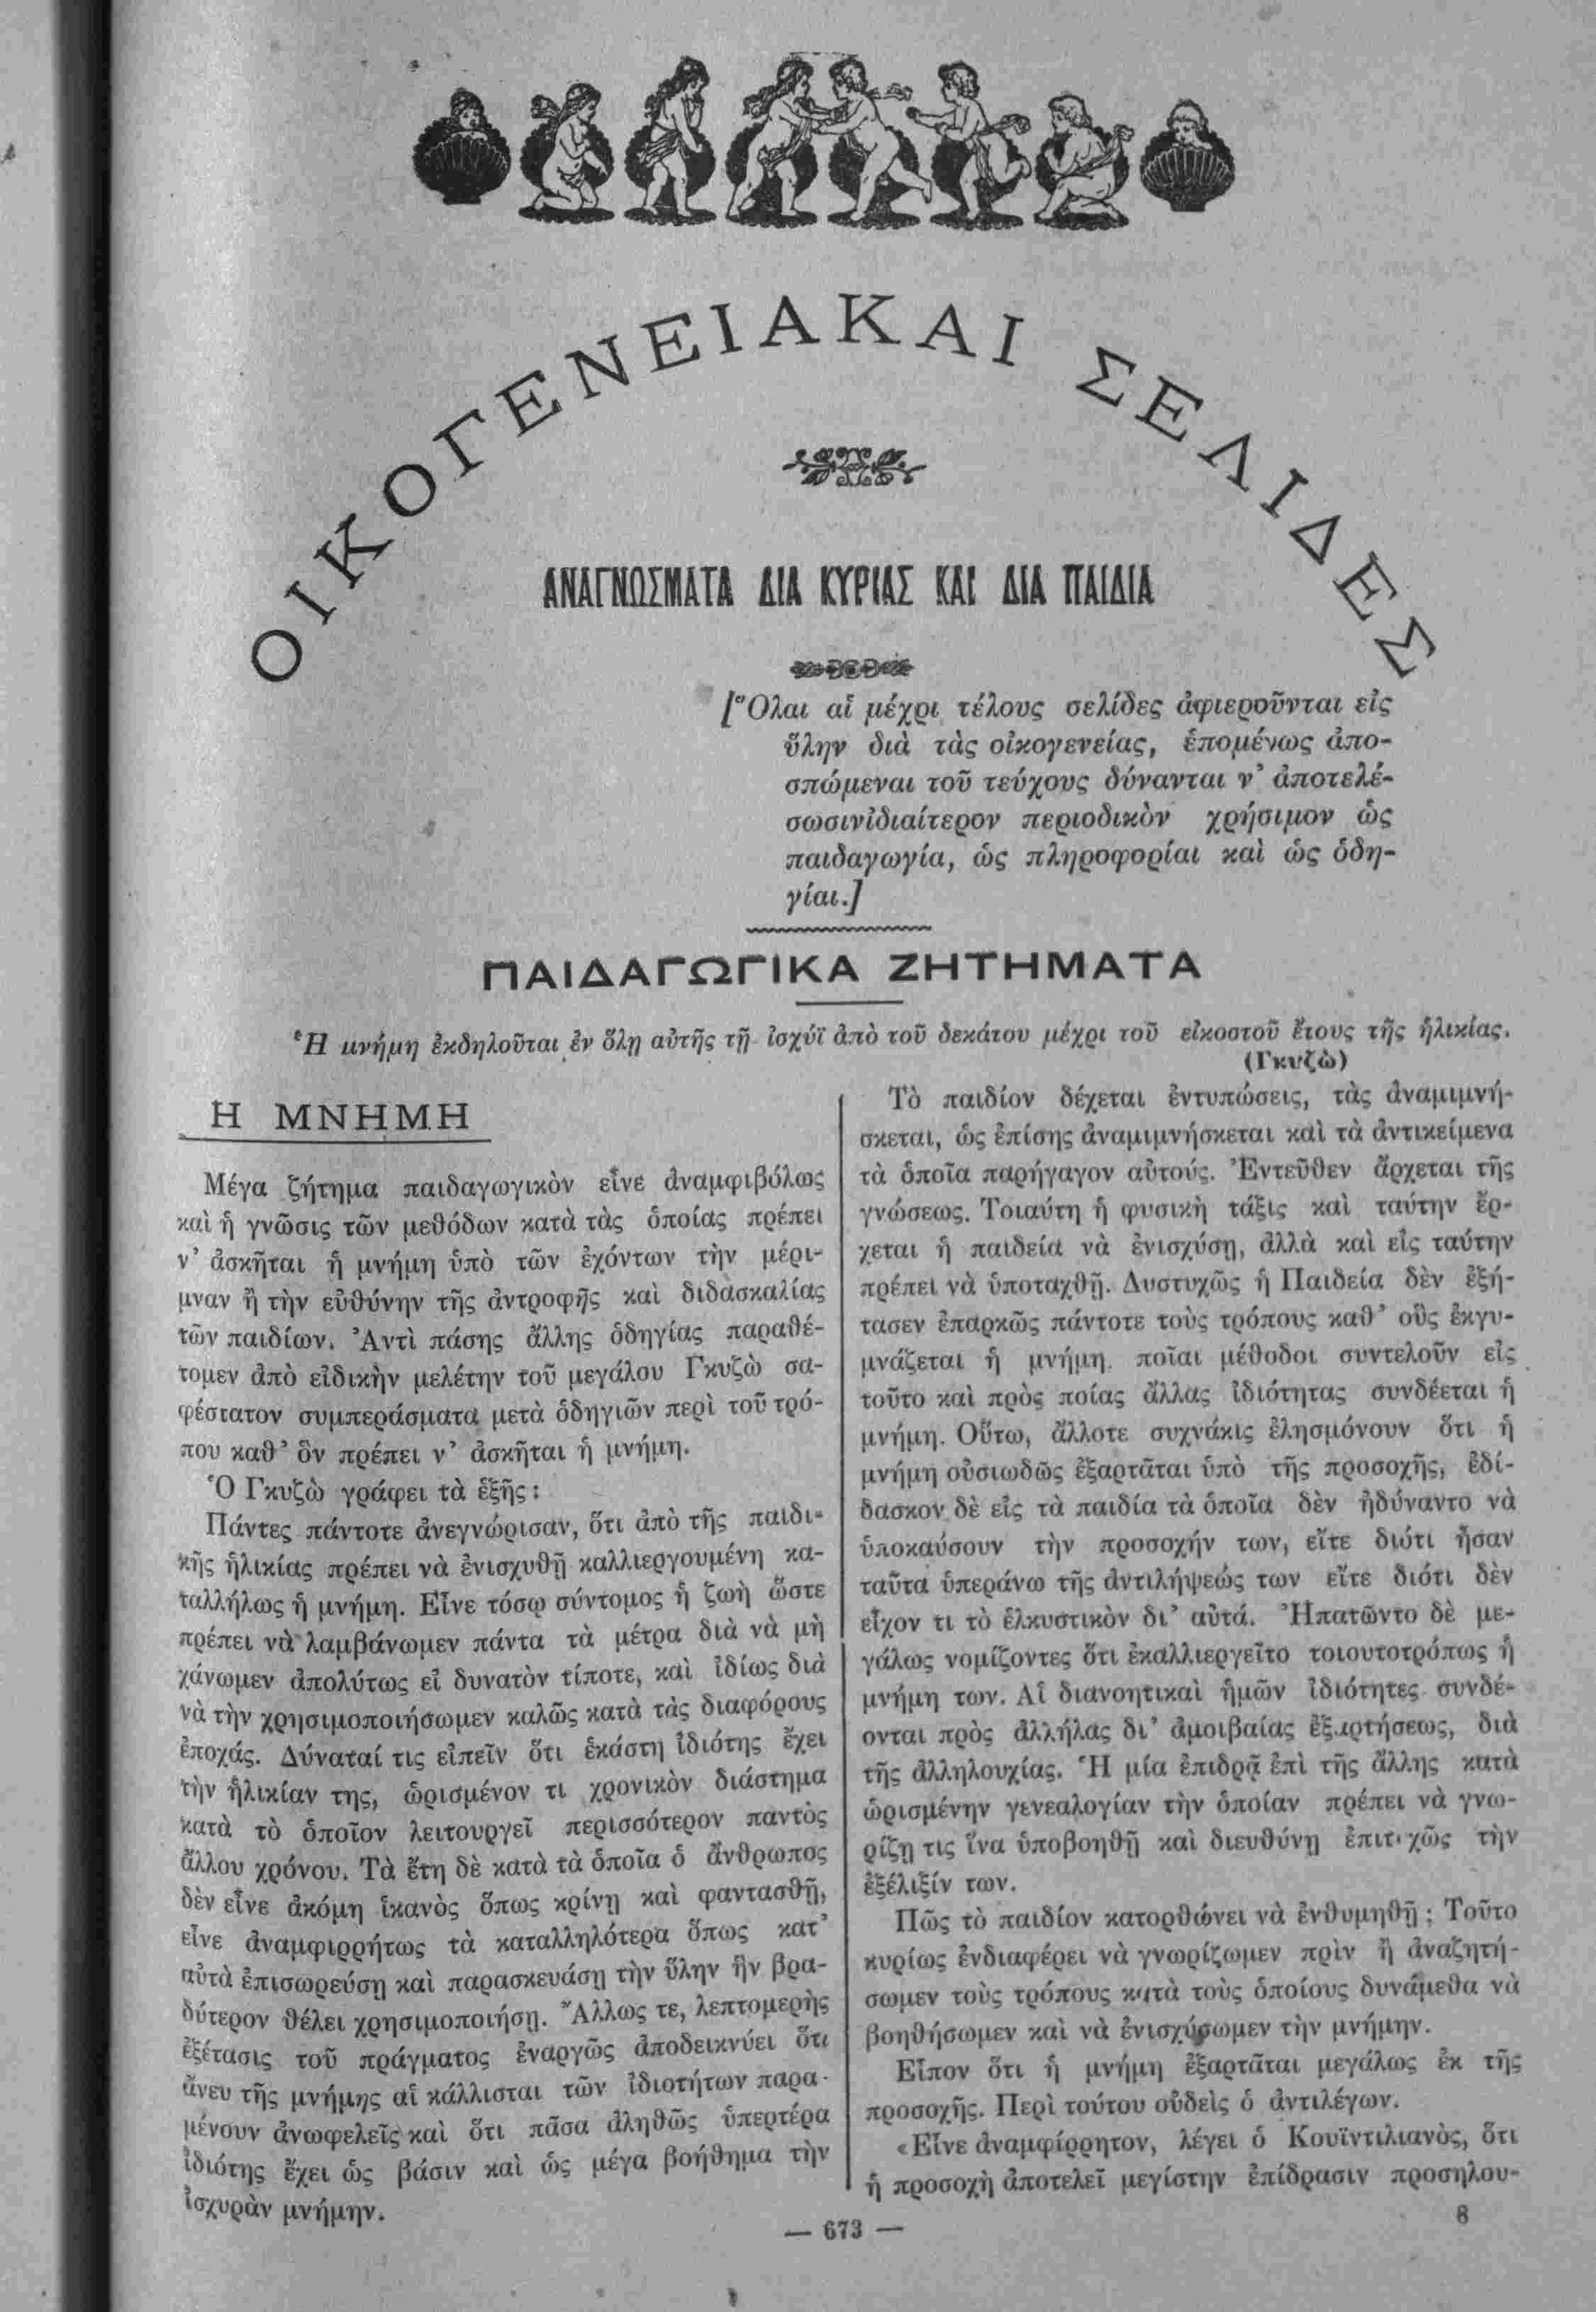 ΟΙΚΟΓΕΝΕΙΑΚΑΙ ΣΕΛΙΔΕΣ
ΑΝΑΓΝΩΣΜΑΤΑ ΔΙΑ ΚΥΡΙΑΣ ΚΑΙ ΔΙΑ ΠΑΙΔΙΑ
[Ὅλαι αἱ μέχρι τέλους σελίδες ἀφιεροῦνται εἰς
ὕλην διὰ τὰς οἰκογενείας, ἑπομένως ἀπο-
σπώμεναι τοῦ τεύχους δύνανται ν' ἀποτελέ-
σωσινἰδιαίτερον περιοδικὸν χρήσιμον ὡς
παιδαγωγία, ὡς πληροφορίαι καὶ ὡς ὁδη-
γίαι.]
ΠΑΙΔΑΓΩΓΙΚΑ ΖΗΤΗΜΑΤΑ
Ἡ μνήμη ἐκδηλοῦται ἐν ὅλῃ αὐτῆς τῇ ἰσχύϊ ἀπὸ τοῦ δεκάτου μέχρι τοῦ εἰκοστοῦ ἔτους τῆς ἡλικίας.
(Γκυζὼ)
Η ΜΝΗΜΗ
Μέγα ζήτημα παιδαγωγικὸν εἶνε ἀναμφιβόλως
καὶ ἡ γνῶσις τῶν μεθόδων κατὰ τὰς ὁποίας πρέπει
ν' ἀσκῆται ἡ μνήμη ὑπὸ τῶν ἐχόντων τὴν μέρι-
μναν ἢ τὴν εὐθύνην τῆς ἀντροφῆς καὶ διδασκαλίας
τῶν παιδίων. Ἀντὶ πάσης ἄλλης ὁδηγίας παραθέ-
τομεν ἀπὸ εἰδικὴν μελέτην τοῦ μεγάλου Γκυζὼ σα-
φέστατον συμπεράσματα μετὰ ὁδηγιῶν περὶ τοῦ τρό-
που καθ' ὃν πρέπει ν' ἀσκῆται ἡ μνήμη.
Ὁ Γκυζὼ γράφει τὰ ἑξῆς:
Πάντες πάντοτε ἀνεγνώρισαν, ὅτι ἀπὸ τῆς παιδι-
κῆς ἡλικίας πρέπει νὰ ἐνισχυθῇ καλλιεργουμένη κα-
ταλλήλως ἡ μνήμη. Εἶνε τόσῳ σύντομος ἡ ζωὴ ὥστε
πρέπει νὰ λαμβάνωμεν πάντα τὰ μέτρα διὰ νὰ μὴ
χάνωμεν ἀπολύτως εἰ δυνατὸν τίποτε, καὶ ἰδίως διὰ
νὰ τὴν χρησιμοποιήσωμεν καλῶς κατὰ τὰς διαφόρους
ἐποχάς. Δύναταί τις εἰπεῖν ὅτι ἑκάστη ἰδιότης ἔχει
τὴν ἡλικίαν της, ὡρισμένον τι χρονικὸν διάστημα
κατὰ τὸ ὁποῖον λειτουργεῖ περισσότερον παντὸς
ἄλλου χρόνου. Τὰ ἔτη δὲ κατὰ τὰ ὁποῖα ὁ ἄνθρωπος
δὲν εἶνε ἀκόμη ἱκανὸς ὅπως κρίνῃ καὶ φαντασθῇ,
εἶνε ἀναμφιρρήτως τὰ καταλληλότερα ὅπως κατ'
αὐτὰ ἐπισωρεύσῃ καὶ παρασκευάσῃ τὴν ὕλην ἣν βρα-
δύτερον θέλει χρησιμοποιήσῃ. Ἄλλως τε, λεπτομερὴς
ἐξέτασις τοῦ πράγματος ἐναργῶς ἀποδεικνύει ὅτι
ἄνευ τῆς μνήμης αἱ κάλλισται τῶν ἰδιοτήτων παρα-
μένουν ἀνωφελεῖς καὶ ὅτι πᾶσα ἀληθῶς ὑπερτέρα
ἰδιότης ἔχει ὡς βάσιν καὶ ὡς μέγα βοήθημα τὴν
ἰσχυρὰν μνήμην.
Τὸ παιδίον δέχεται ἐντυπώσεις, τὰς ἀναμιμνή-
σκεται, ὡς ἐπίσης ἀναμιμνήσκεται καὶ τὰ ἀντικείμενα
τὰ ὁποῖα παρήγαγον αὐτούς. Ἐντεῦθεν ἄρχεται τῆς
γνώσεως. Τοιαύτη ἡ φυσικὴ τάξις καὶ ταύτην ἔρ-
χεται ἡ παιδεία νὰ ἐνισχύσῃ, ἀλλὰ καὶ εἰς ταύτην
πρέπει νὰ ὑποταχθῇ. Δυστυχῶς ἡ Παιδεία δὲν ἐξή-
τασεν ἐπαρκῶς πάντοτε τοὺς τρόπους καθ' οὓς ἐκγυ-
μνάζεται ἡ μνήμη. ποῖαι μέθοδοι συντελοῦν εἰς
τοῦτο καὶ πρὸς ποίας ἄλλας ἰδιότητας συνδέεται ἡ
μνήμη. Οὕτω, ἄλλοτε συχνάκις ἐλησμόνουν ὅτι ἡ
μνήμη οὐσιωδῶς ἐξαρτᾶται ὑπὸ τῆς προσοχῆς, ἐδί-
δασκον δὲ εἰς τὰ παιδία τὰ ὁποῖα δὲν ἠδύναντο νὰ
ὑποκαύσουν τὴν προσοχήν των, εἴτε διότι ἦσαν
ταῦτα ὑπεράνω τῆς ἀντιλήψεώς των εἴτε διότι δὲν
εἶχον τι τὸ ἑλκυστικὸν δι' αὐτά. Ἠπατῶντο δὲ με-
γάλως νομίζοντες ὅτι ἐκαλλιεργεῖτο τοιουτοτρόπως ἡ
μνήμη των. Αἱ διανοητικαὶ ἡμῶν ἰδιότητες συνδέ-
ονται πρὸς ἀλλήλας δι' ἀμοιβαίας ἐξαρτήσεως, διὰ
τῆς ἀλληλουχίας. Ἡ μία ἐπιδρᾷ ἐπὶ τῆς ἄλλης κατὰ
ὡρισμένην γενεαλογίαν τὴν ὁποίαν πρέπει νὰ γνω-
ρίζῃ τις ἵνα ὑποβοηθῇ καὶ διευθύνῃ ἐπιτυχῶς τὴν
ἐξέλιξίν των.
Πῶς τὸ παιδίον κατορθώνει νὰ ἐνθυμηθῇ; Τοῦτο
κυρίως ἐνδιαφέρει νὰ γνωρίζωμεν πρὶν ἢ ἀναζητή-
σωμεν τοὺς τρόπους κατὰ τοὺς ὁποίους δυνάμεθα νὰ
βοηθήσωμεν καὶ νὰ ἐνισχύσωμεν τὴν μνήμην.
Εἶπον ὅτι ἡ μνήμη ἐξαρτᾶται μεγάλως ἐκ τῆς
προσοχῆς. Περὶ τούτου οὐδεὶς ὁ ἀντιλέγων.
«Εἶνε ἀναμφίρρητον, λέγει ὁ Κουϊντιλιανὸς, ὅτι
ἡ προσοχὴ ἀποτελεῖ μεγίστην ἐπίδρασιν προσηλου-
8
— 673 —